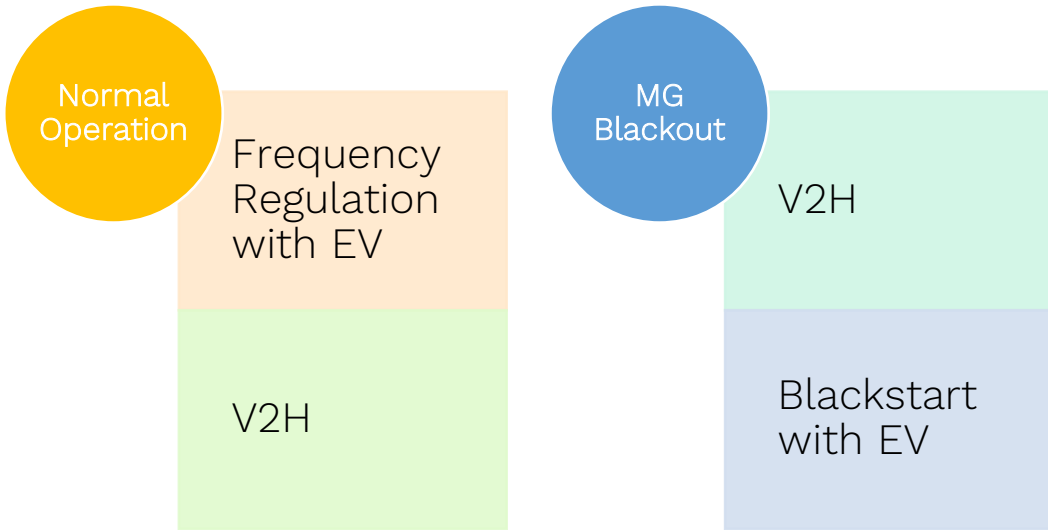 Normal
Operation
Frequency
Regulation
with EV
V2H
MG
Blackout
V2H
Blackstart
with EV